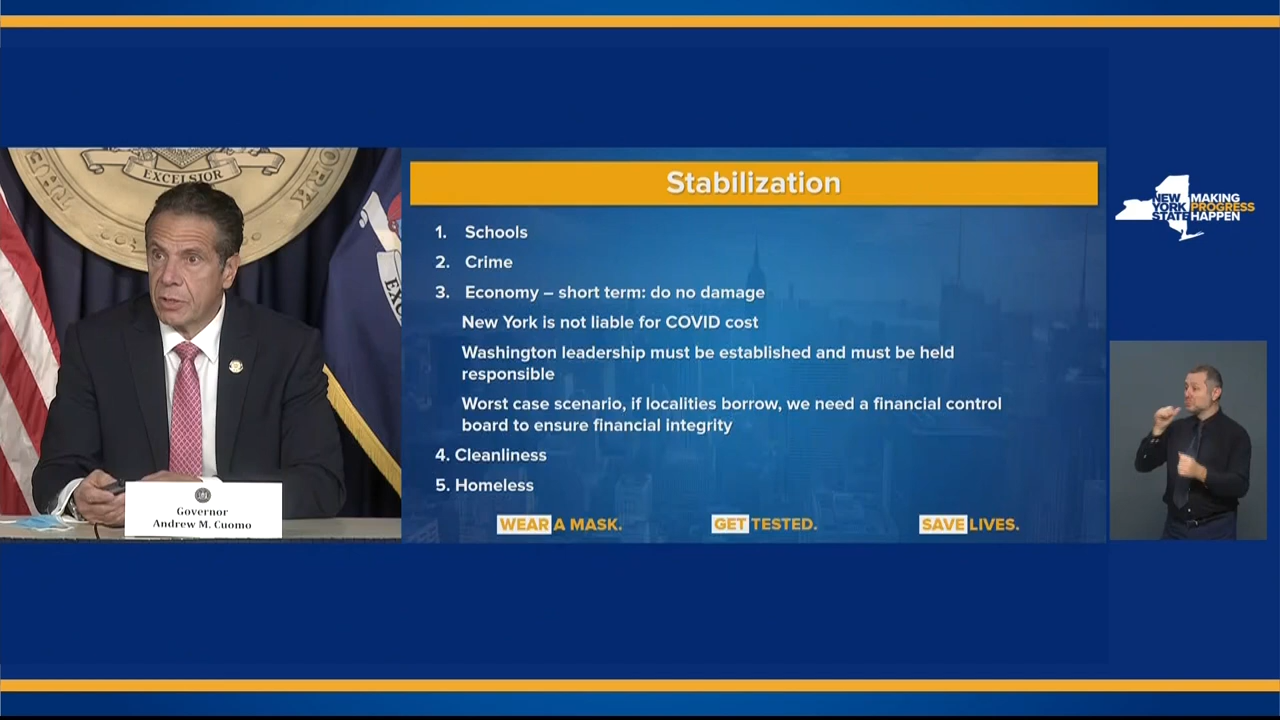 EXCELSIOR
ORK
EXC
Governor
Andrew M. Cuomo
Stabilization
1. Schools
2. Crime
3. Economy – short term: do no damage
New York is not liable for COVID cost
Washington leadership must be established and must be held
responsible
Worst case scenario, if localities borrow, we need a financial control
board to ensure financial integrity
4. Cleanliness
5. Homeless
WEAR A MASK. GET TESTED. SAVE LIVES.
NEW
YORK
STATE
MAKING
PROGRESS
HAPPEN